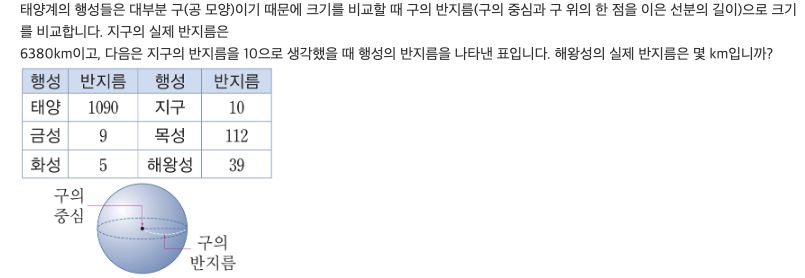 태양계의 행성들은 대부분 구(공 모양)이기 때문에 크기를 비교할 때 구의 반지름(구의 중심과 구 위의 한 점을 이은 선분의 길이)으로 크기
를 비교합니다. 지구의 실제 반지름은
6380km이고, 다음은 지구의 반지름을 10으로 생각했을 때 행성의 반지름을 나타낸 표입니다. 해왕성의 실제 반지름은 몇 km입니까?
행성 반지름 행성 반지름
태양 1090 지구 10
금성 9 목성 112
화성 5 해왕성 39
구의
중심
구의
반지름